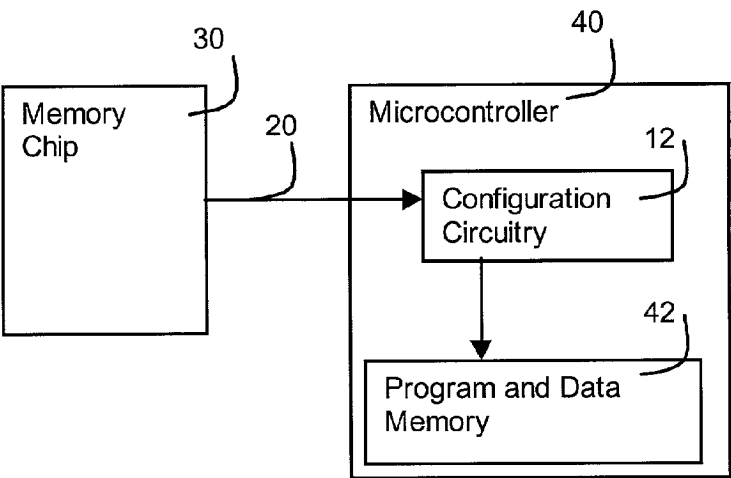 30
40
Memory
Chip
20
Microcontroller
12
Configuration
Circuitry
42
Program and Data
Memory